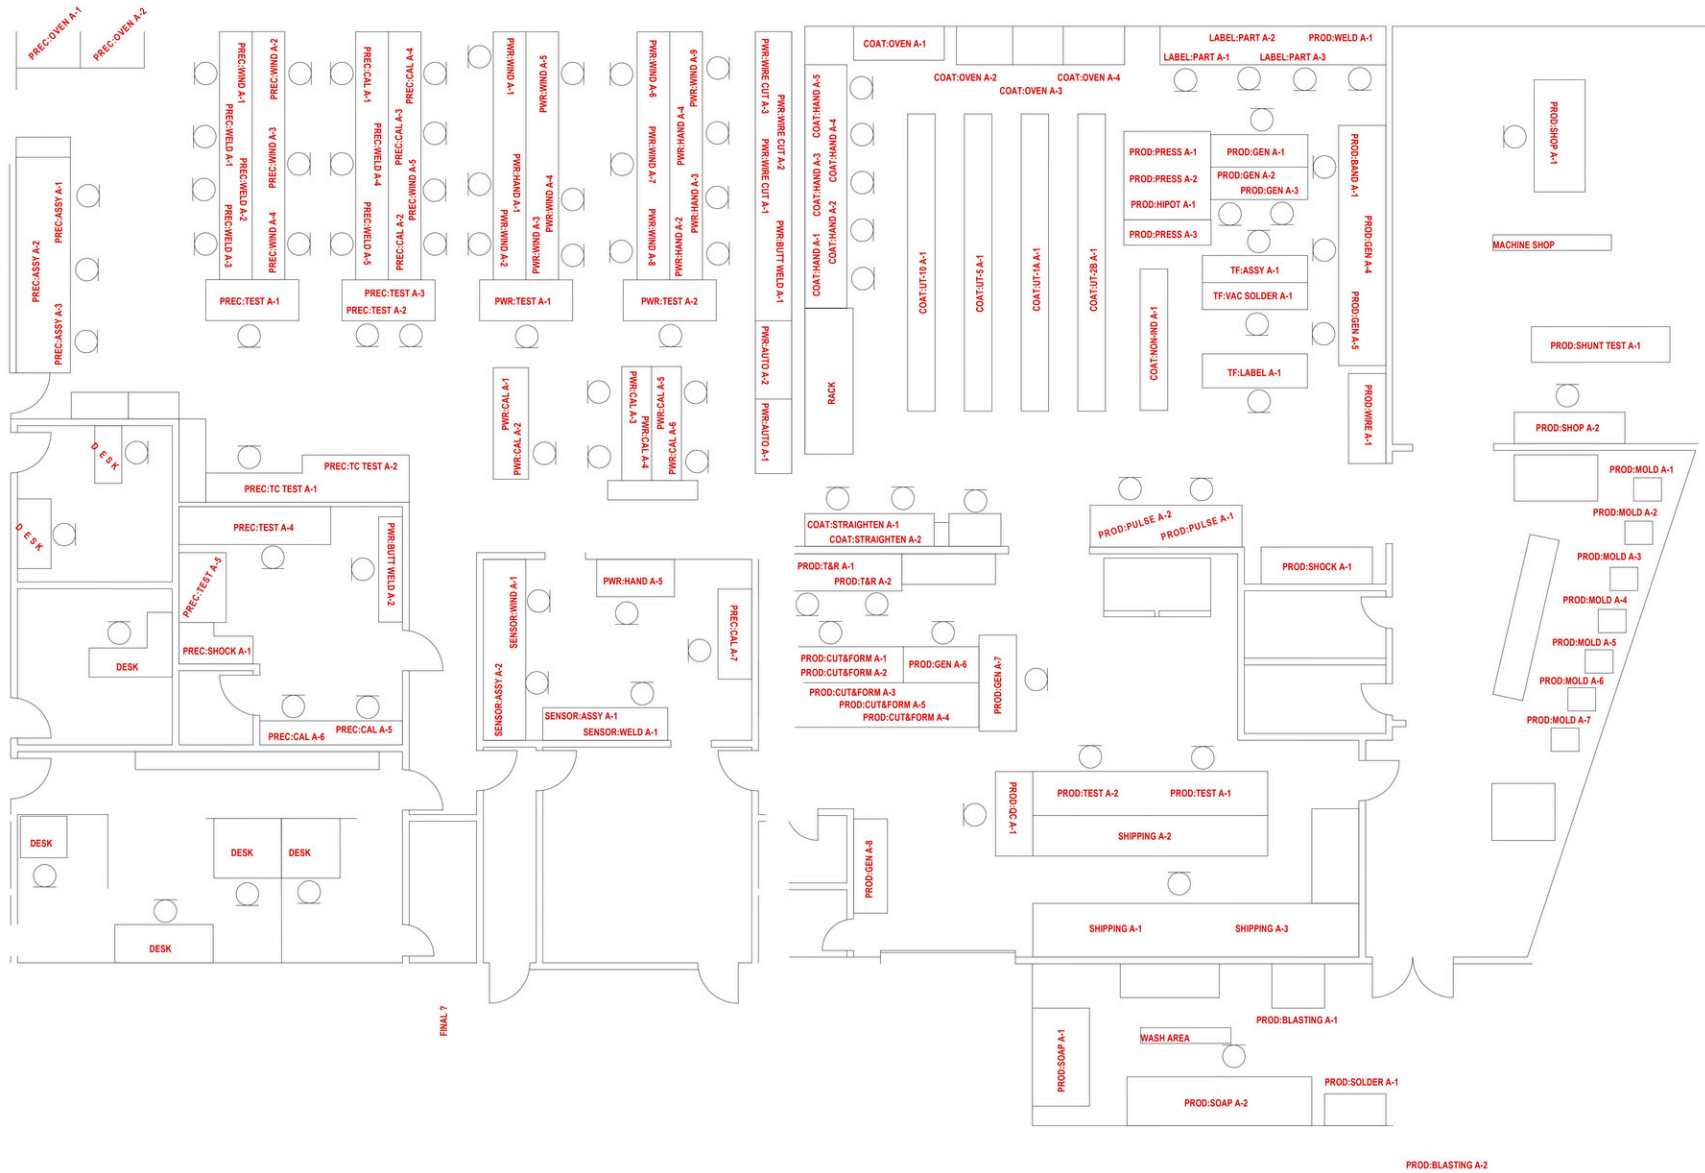 PREC:OVEN A-1
PREC:OVEN A-2
PREC:WIND A-1
PREC:WIND A-2
PREC:WELD A-1
PREC:WELD A-2
PREC:WIND A-3
PREC:WELD A-3
PREC:WIND A-4
PREC:TEST A-1
PREC:CAL A-1
PREC:CAL A-4
PREC:CAL A-3
PREC:WELD A-4
PREC:WIND A-5
PREC:WELD A-5
PREC:CAL A-2
PREC:TEST A-3
PREC:TEST A-2
PWR:WIND A-1
PWR:WIND A-5
PWR:HAND A-1
PWR:WIND A-4
PWR:WIND A-2
PWR:WIND A-3
PWR:TEST A-1
PWR:WIND A-6
PWR:WIND A-9
PWR:HAND A-4
PWR:WIND A-7
PWR:HAND A-3
PWR:WIND A-8
PWR:HAND A-2
PWR:TEST A-2
PWR:WIRE CUT A-3
PWR:WIRE CUT A-2
PWR:WIRE CUT A-1
PWR:BUTT WELD A-1
PWR:AUTO A-2
PWR:AUTO A-1
PREC:ASSY A-1
PREC:ASSY A-2
PREC:ASSY A-3
PWR:CAL A-1
PWR:CAL A-2
PWR:CAL A-3
PWR:CAL A-5
PWR:CAL A-4
PWR:CAL A-6
COAT:OVEN A-1
COAT:OVEN A-2
COAT:OVEN A-3
COAT:OVEN A-4
COAT:HAND A-5
COAT:HAND A-4
COAT:HAND A-3
COAT:HAND A-2
COAT:HAND A-1
RACK
COAT:UT-10 A-1
COAT:UT-5 A-1
COAT:UT-1A A-1
COAT:UT-2B A-1
COAT:NON-IND A-1
LABEL:PART A-2
PROD:WELD A-1
LABEL:PART A-1
LABEL:PART A-3
PROD:PRESS A-1
PROD:PRESS A-2
PROD:HIPOT A-1
PROD:PRESS A-3
PROD:GEN A-1
PROD:GEN A-2
PROD:GEN A-3
PROD:BAND A-1
PROD:GEN A-4
PROD:GEN A-5
PROD:WIRE A-1
TF:ASSY A-1
TF:VAC SOLDER A-1
TF:LABEL A-1
PROD:SHOP A-1
MACHINE SHOP
PROD:SHUNT TEST A-1
PROD:SHOP A-2
PROD:MOLD A-1
PROD:MOLD A-2
PROD:MOLD A-3
PROD:MOLD A-4
PROD:MOLD A-5
PROD:MOLD A-6
PROD:MOLD A-7
DESK
DESK
PREC:TC TEST A-2
PREC:TC TEST A-1
PREC:TEST A-4
PWR:BUTT WELD A-2
PREC:TEST A-5
PREC:SHOCK A-1
DESK
PREC:CAL A-6
PREC:CAL A-5
SENSOR:WIND A-1
SENSOR:ASSY A-2
PWR:HAND A-5
PREC:CAL A-7
SENSOR:ASSY A-1
SENSOR:WELD A-1
COAT:STRAIGHTEN A-1
COAT:STRAIGHTEN A-2
PROD:T&R A-1
PROD:T&R A-2
PROD:CUT&FORM A-1
PROD:CUT&FORM A-2
PROD:GEN A-6
PROD:CUT&FORM A-3
PROD:CUT&FORM A-5
PROD:CUT&FORM A-4
PROD:GEN A-7
PROD:PULSE A-2
PROD:PULSE A-1
PROD:SHOCK A-1
DESK
DESK
DESK
DESK
PROD:GEN A-8
PROD:QC A-1
PROD:TEST A-2
PROD:TEST A-1
SHIPPING A-2
SHIPPING A-1
SHIPPING A-3
FINAL ?
PROD:BLASTING A-1
PROD:SOAP A-1
WASH AREA
PROD:SOLDER A-1
PROD:SOAP A-2
PROD:BLASTING A-2